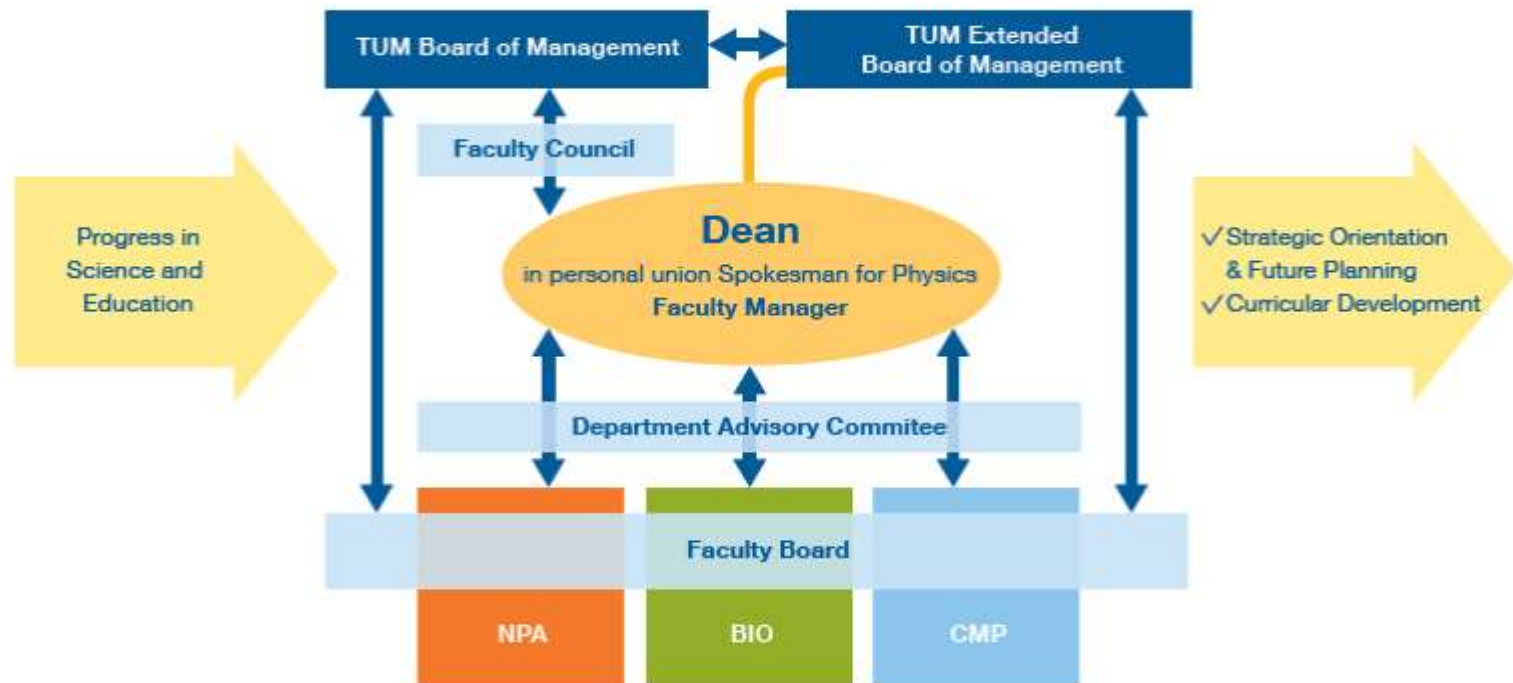 TUM Board of Management
TUM Extended
Board of Management
Faculty Council
Progress in
Science and
Education
Dean
in personal union Spokesman for Physics
Faculty Manager
✓Strategic Orientation
& Future Planning
✓Curricular Development
Department Advisory Commitee
Faculty Board
NPA
BIO
CMP